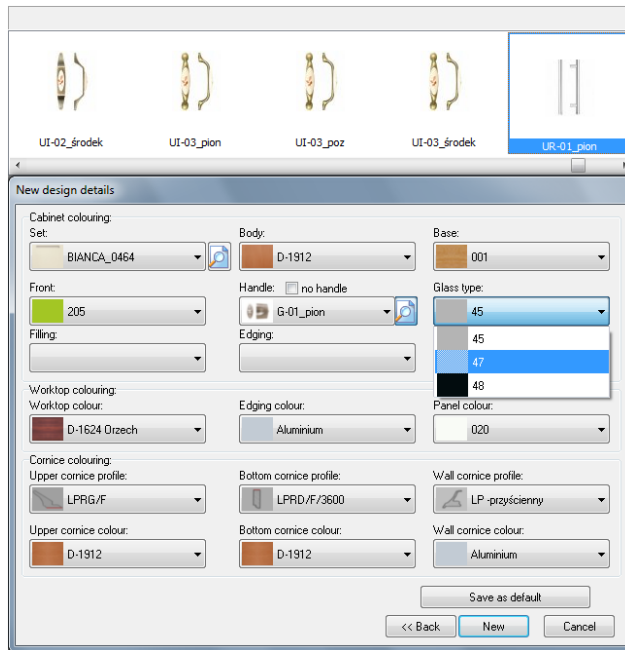 UI-02_środek UI-03_pion UI-03_poz UI-03_środek UR-01_pion
New design details
Cabinet colouring:
Set: Body: Base:
BIANCA_0464 D-1912 001
Front: Handle: no handle Glass type:
205 G-01_pion 45
Filling: Edging: 45
47
48
Worktop colouring:
Worktop colour: Edging colour: Panel colour:
D-1624 Orzech Aluminium 020
Cornice colouring:
Upper cornice profile: Bottom cornice profile: Wall cornice profile:
LPRG/F LPRD/F/3600 LP -przyścienny
Upper cornice colour: Bottom cornice colour: Wall cornice colour:
D-1912 D-1912 Aluminium
Save as default
<< Back New Cancel